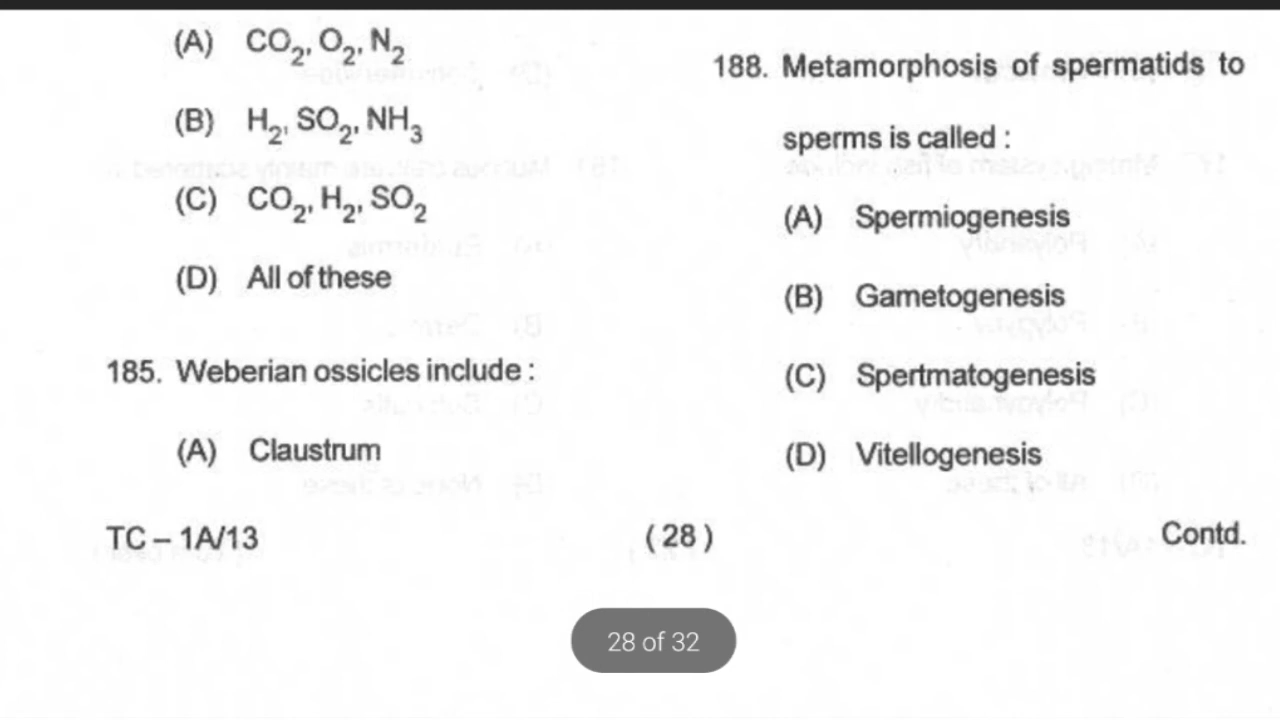 (A) CO₂, O₂, N₂
(B) H₂, SO₂, NH₃
(C) CO₂, H₂, SO₂
(D) All of these
185. Weberian ossicles include :
(A) Claustrum
188. Metamorphosis of spermatids to
sperms is called :
(A) Spermiogenesis
(B) Gametogenesis
(C) Spertmatogenesis
(D) Vitellogenesis
TC – 1A/13 ( 28 ) Contd.
28 of 32